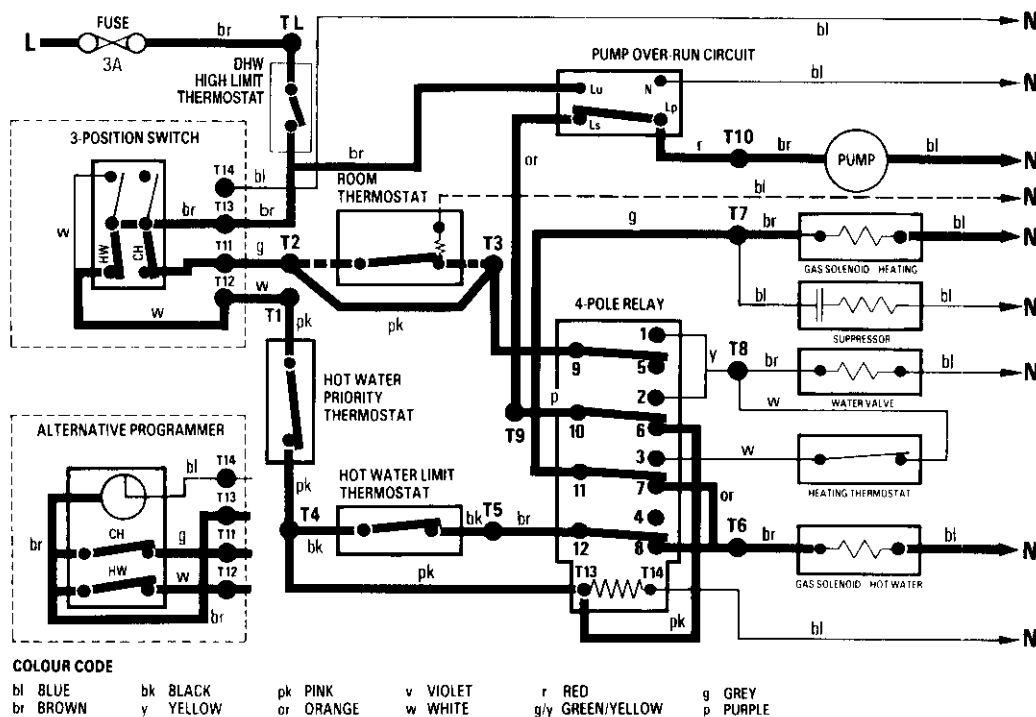 L
FUSE
3A
br
TL
bl
N
DHW
HIGH LIMIT
THERMOSTAT
PUMP OVER-RUN CIRCUIT
Lu
N
Ls
Lp
bl
N
3-POSITION SWITCH
T14
bl
br
T13
br
br
T11
g
T12
w
w
w
HW
CH
ROOM
THERMOSTAT
or
r
T10
br
PUMP
bl
N
bl
N
T2
T3
pk
T1
pk
g
T7
br
bl
N
GAS SOLENOID HEATING
bl
bl
N
SUPPRESSOR
4-POLE RELAY
1
9
5
2
p
10
6
3
11
7
4
12
8
T13
T14
y
T8
br
bl
N
WATER VALVE
w
w
HEATING THERMOSTAT
T9
or
T6
br
bl
N
GAS SOLENOID HOT WATER
HOT WATER
PRIORITY
THERMOSTAT
pk
HOT WATER LIMIT
THERMOSTAT
T4
bk
bk
T5
br
pk
pk
bl
N
ALTERNATIVE PROGRAMMER
bl
T14
T13
CH
g
T11
br
HW
w
T12
br
COLOUR CODE
bl BLUE bk BLACK pk PINK v VIOLET r RED g GREY
br BROWN y YELLOW or ORANGE w WHITE g/y GREEN/YELLOW p PURPLE